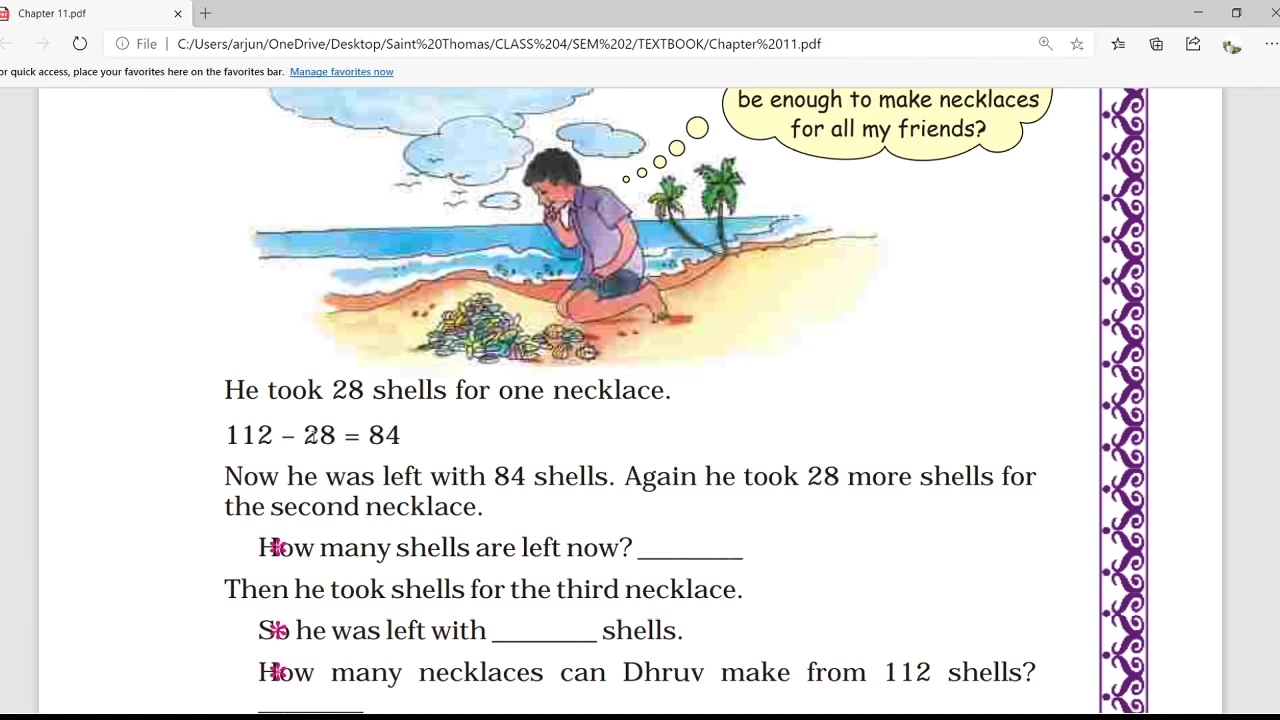 Chapter 11.pdf
File
C:/Users/arjun/OneDrive/Desktop/Saint%20Thomas/CLASS%204/SEM%202/TEXTBOOK/Chapter%2011.pdf
or quick access, place your favorites here on the favorites bar. Manage favorites now
be enough to make necklaces
for all my friends?
He took 28 shells for one necklace.
112 – 28 = 84
Now he was left with 84 shells. Again he took 28 more shells for
the second necklace.
How many shells are left now? ________
Then he took shells for the third necklace.
So he was left with ________ shells.
How many necklaces can Dhruv make from 112 shells?
________